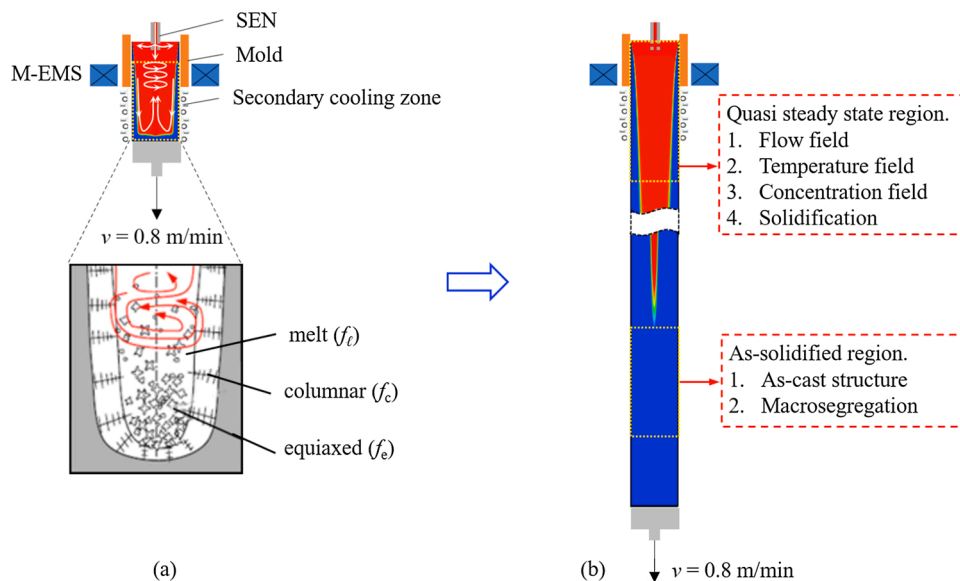 SEN
Mold
M-EMS
Secondary cooling zone
v = 0.8 m/min
melt (fℓ)
columnar (fc)
equiaxed (fe)
(a)
Quasi steady state region.
1. Flow field
2. Temperature field
3. Concentration field
4. Solidification
As-solidified region.
1. As-cast structure
2. Macrosegregation
(b)
v = 0.8 m/min